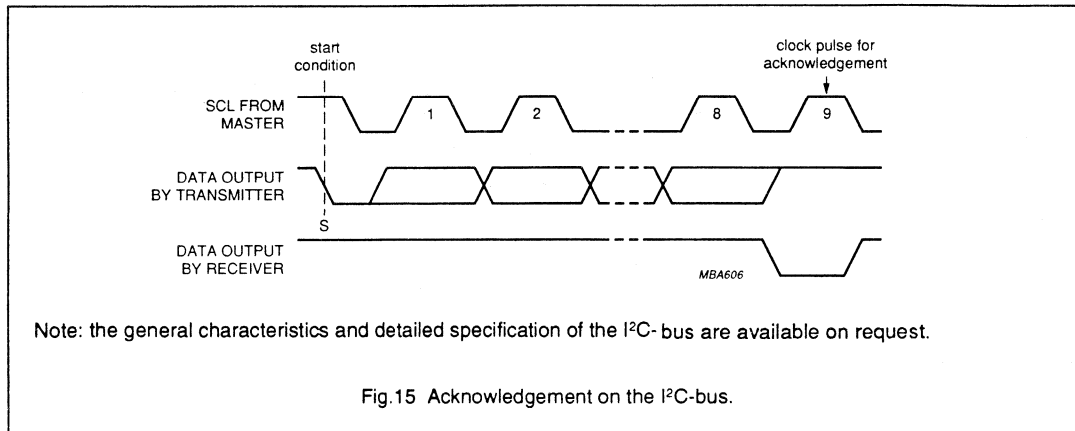 start
condition
clock pulse for
acknowledgement
SCL FROM
MASTER
1
2
8
9
DATA OUTPUT
BY TRANSMITTER
S
DATA OUTPUT
BY RECEIVER
MBA606
Note: the general characteristics and detailed specification of the I²C-bus are available on request.
Fig.15 Acknowledgement on the I²C-bus.